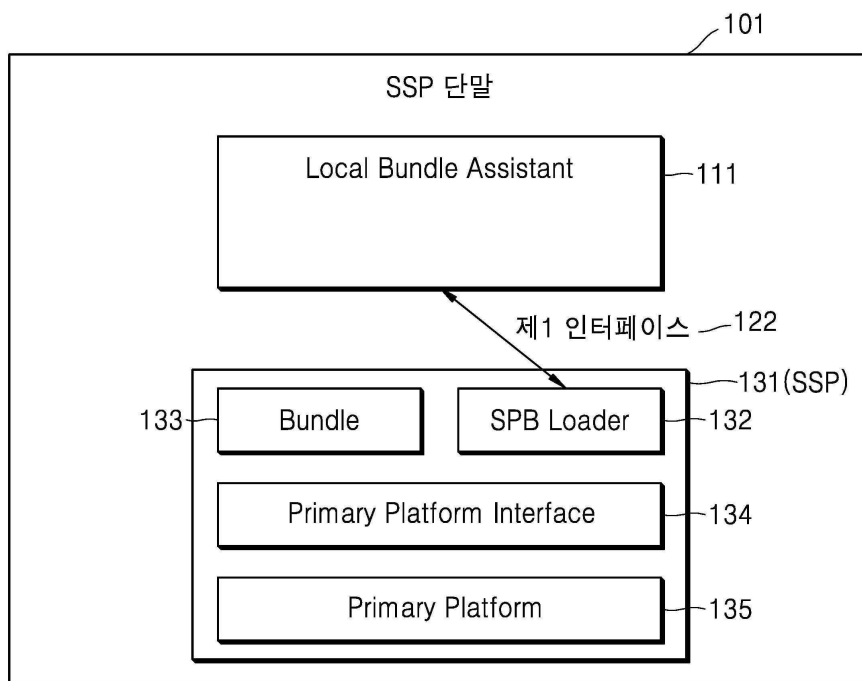 101
SSP 단말
Local Bundle Assistant
111
제1 인터페이스
122
131(SSP)
133
Bundle
SPB Loader
132
Primary Platform Interface
134
Primary Platform
135